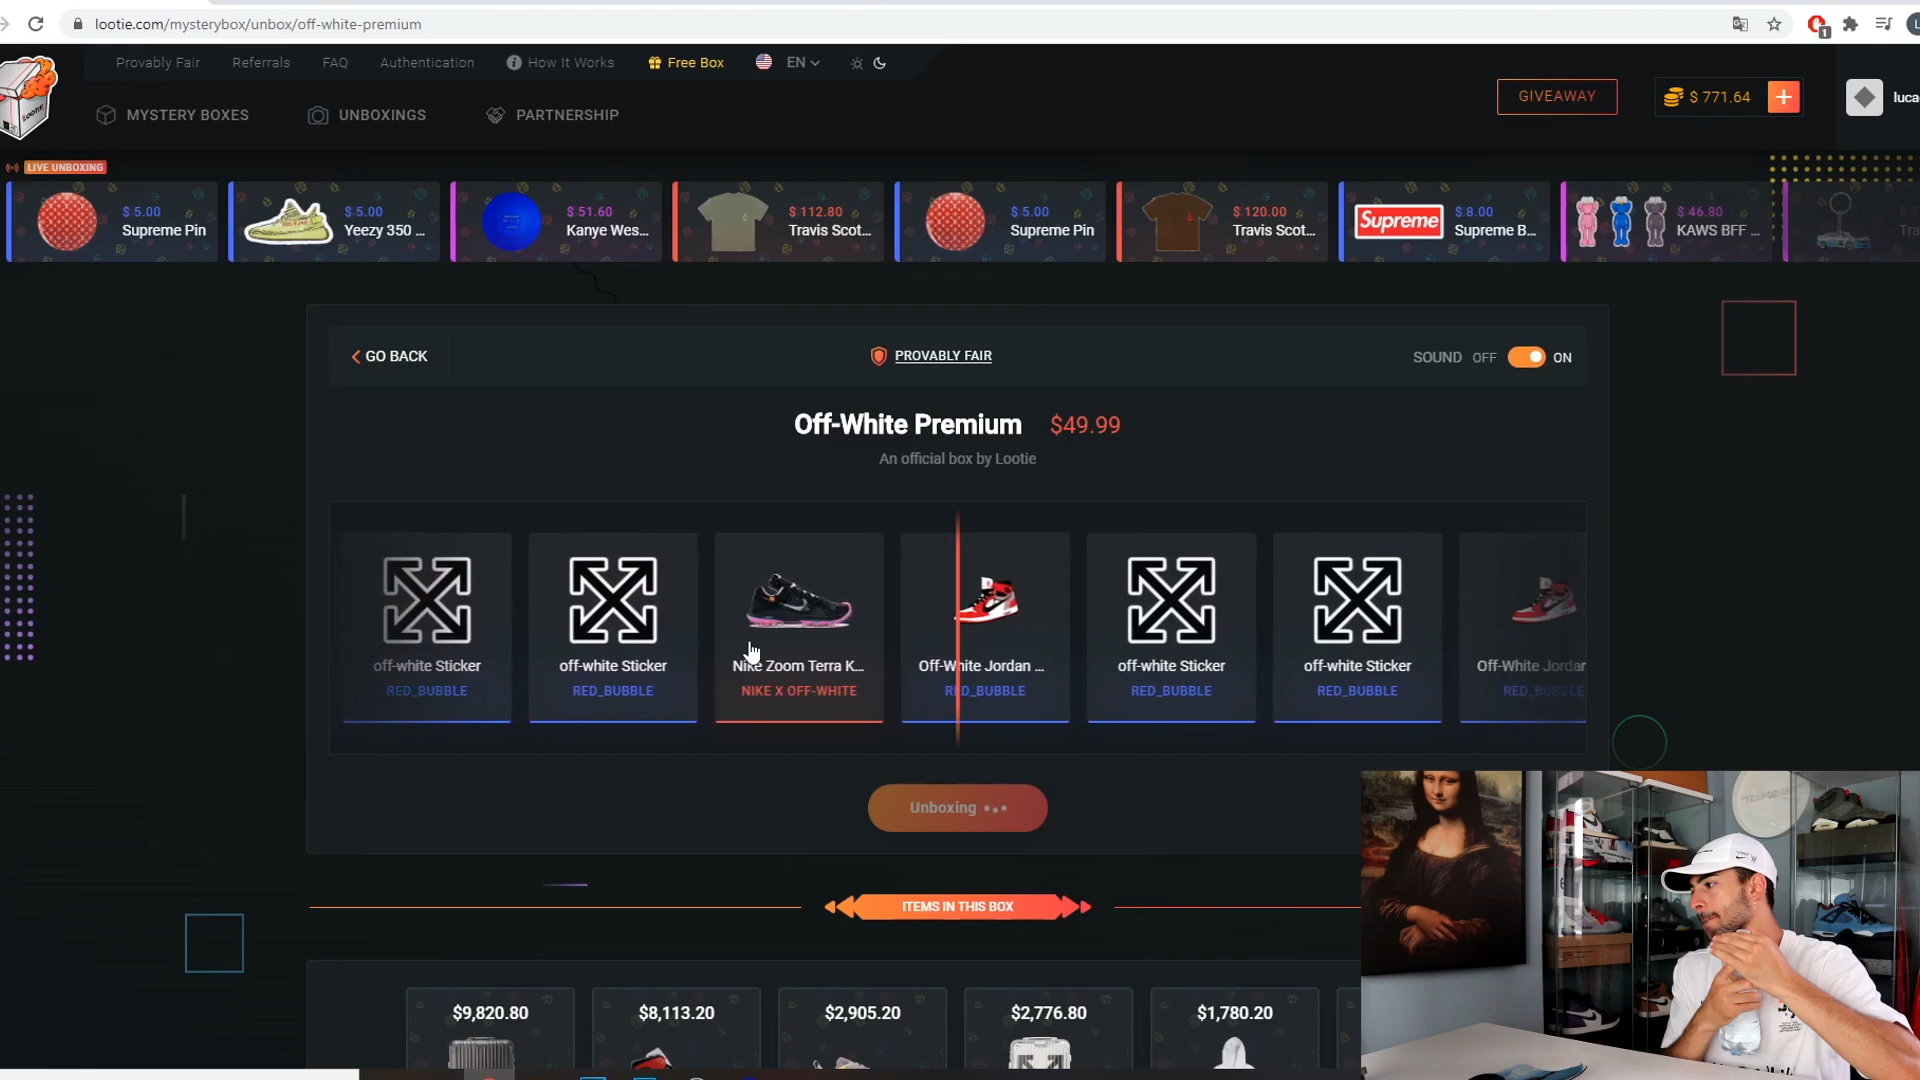 lootie.com/mysterybox/unbox/off-white-premium
Provably Fair
Referrals
FAQ
Authentication
How It Works
Free Box
EN
MYSTERY BOXES
UNBOXINGS
PARTNERSHIP
GIVEAWAY
$ 771.64
luca
LIVE UNBOXING
$ 5.00
Supreme Pin
$ 5.00
Yeezy 350 ...
$ 51.60
Kanye Wes...
$ 112.80
Travis Scot...
$ 5.00
Supreme Pin
$ 120.00
Travis Scot...
Supreme
$ 8.00
Supreme B...
$ 46.80
KAWS BFF ...
Tra
GO BACK
PROVABLY FAIR
SOUND OFF ON
Off-White Premium $49.99
An official box by Lootie
off-white Sticker
RED_BUBBLE
off-white Sticker
RED_BUBBLE
Nike Zoom Terra K...
NIKE X OFF-WHITE
Off-White Jordan ...
RED_BUBBLE
off-white Sticker
RED_BUBBLE
off-white Sticker
RED_BUBBLE
Off-White Jordan
RED_BUBBLE
Unboxing
ITEMS IN THIS BOX
$9,820.80
$8,113.20
$2,905.20
$2,776.80
$1,780.20